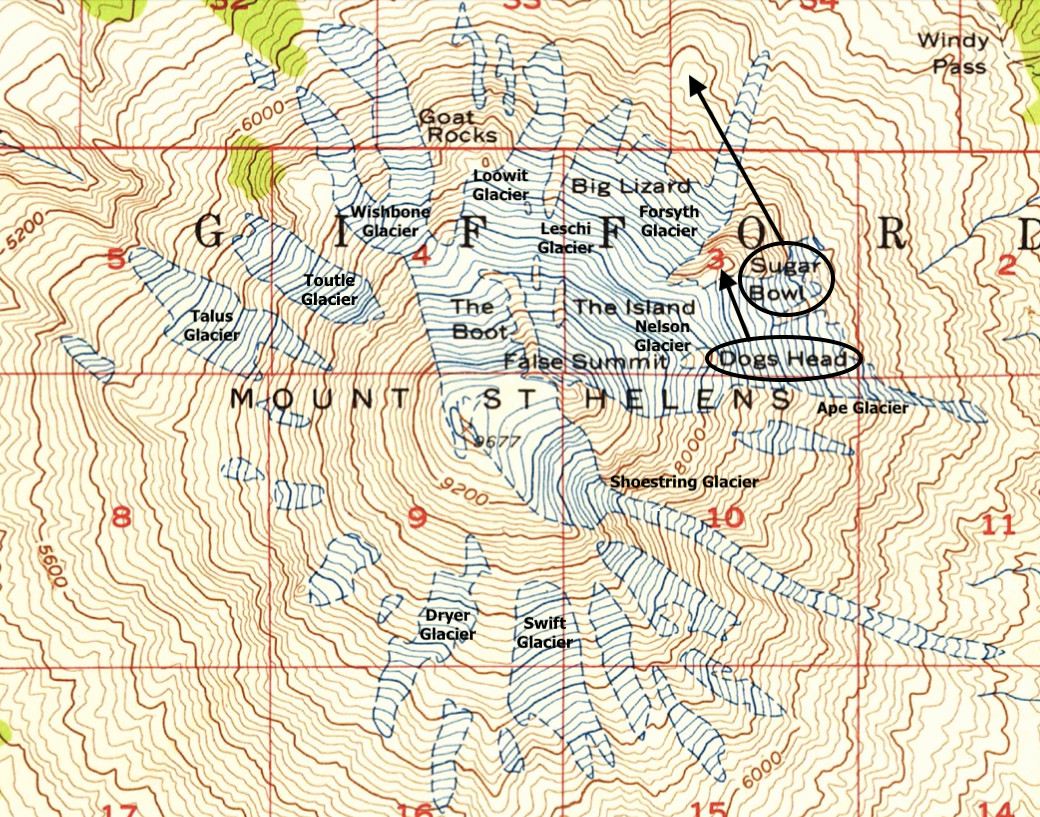 32
33
34
Windy
Pass
6000
Goat
Rocks
Loowit
Glacier
Big Lizard
5200
Wishbone
Glacier
Leschi
Glacier
Forsyth
Glacier
G I F F O R D
5
4
3
2
Sugar
Bowl
Toutle
Glacier
The
Boot
The Island
Talus
Glacier
Nelson
Glacier
False Summit
Dogs Head
MOUNT ST HELENS
Ape Glacier
9677
8000
9200
Shoestring Glacier
8
9
10
11
5600
Dryer
Glacier
Swift
Glacier
6000
17
16
15
14